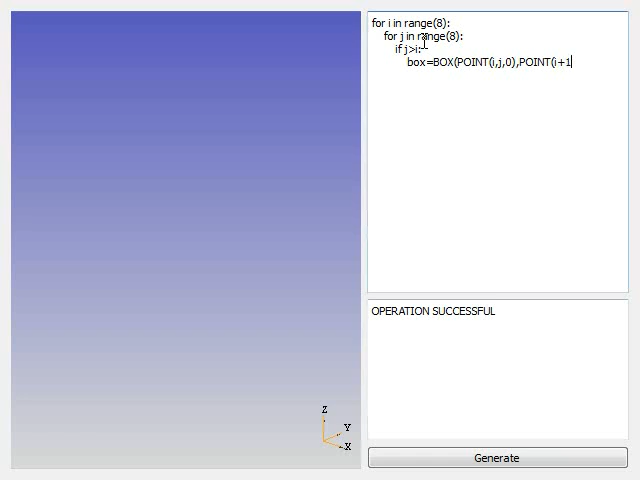 for i in range(8):
for j in range(8):
if j>i:
box=BOX(POINT(i,j,0),POINT(i+1
OPERATION SUCCESSFUL
Z
Y
X
Generate